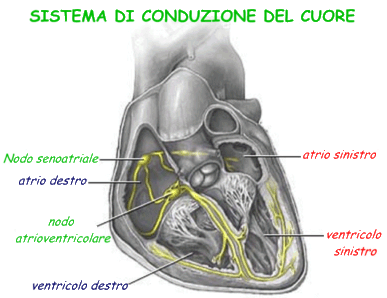 SISTEMA DI CONDUZIONE DEL CUORE
Nodo senoatriale
atrio sinistro
atrio destro
nodo
atrioventricolare
ventricolo
sinistro
ventricolo destro